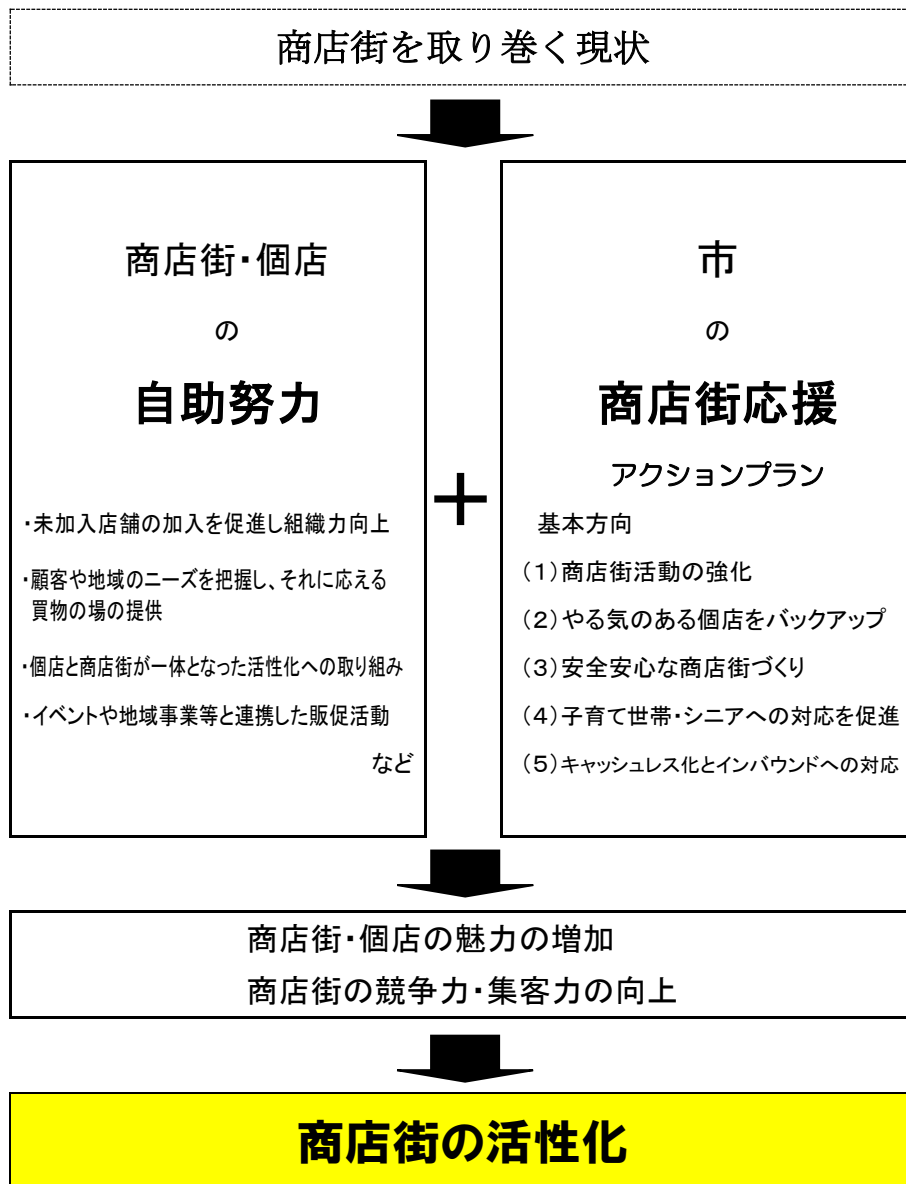 商店街を取り巻く現状
商店街・個店
の
自助努力
・未加入店舗の加入を促進し組織力向上
・顧客や地域のニーズを把握し、それに応える
買物の場の提供
・個店と商店街が一体となった活性化への取り組み
・イベントや地域事業等と連携した販促活動
など
＋
市
の
商店街応援
アクションプラン
基本方向
（1）商店街活動の強化
（2）やる気のある個店をバックアップ
（3）安全安心な商店街づくり
（4）子育て世帯・シニアへの対応を促進
（5）キャッシュレス化とインバウンドへの対応
商店街・個店の魅力の増加
商店街の競争力・集客力の向上
商店街の活性化